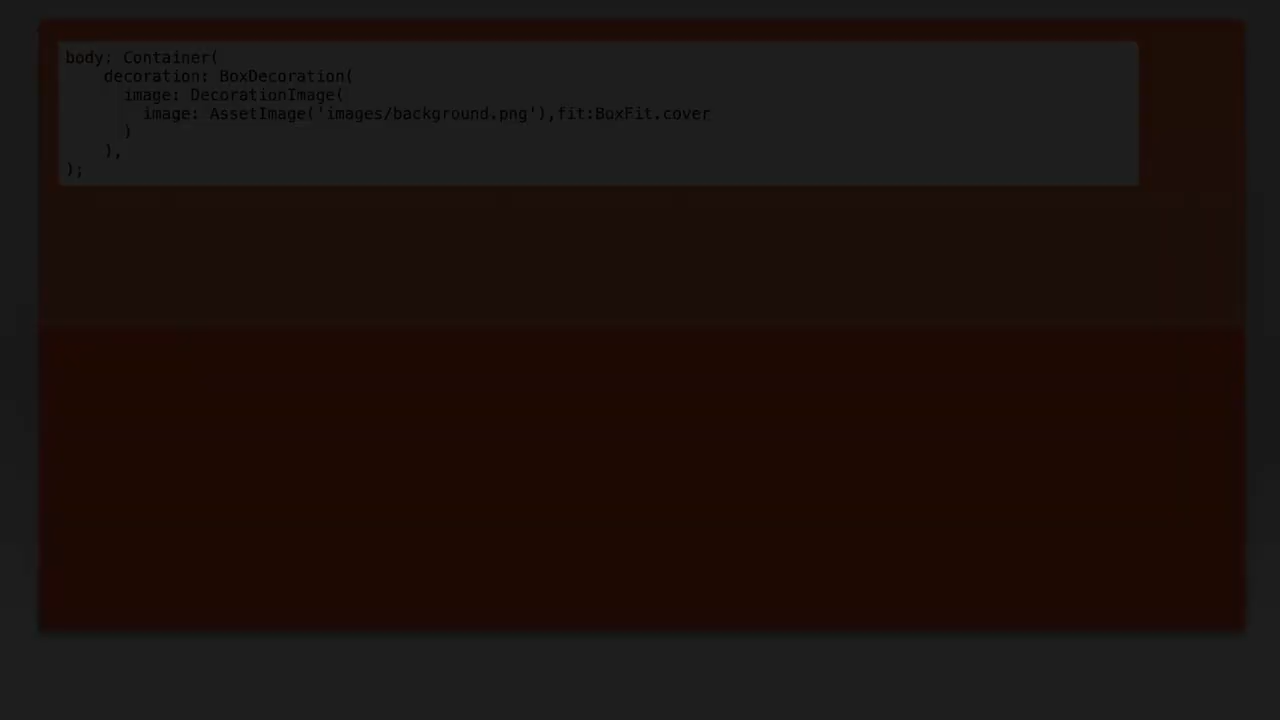 body: Container(
    decoration: BoxDecoration(
      image: DecorationImage(
        image: AssetImage('images/background.png'),fit:BoxFit.cover
      )
    ),
);